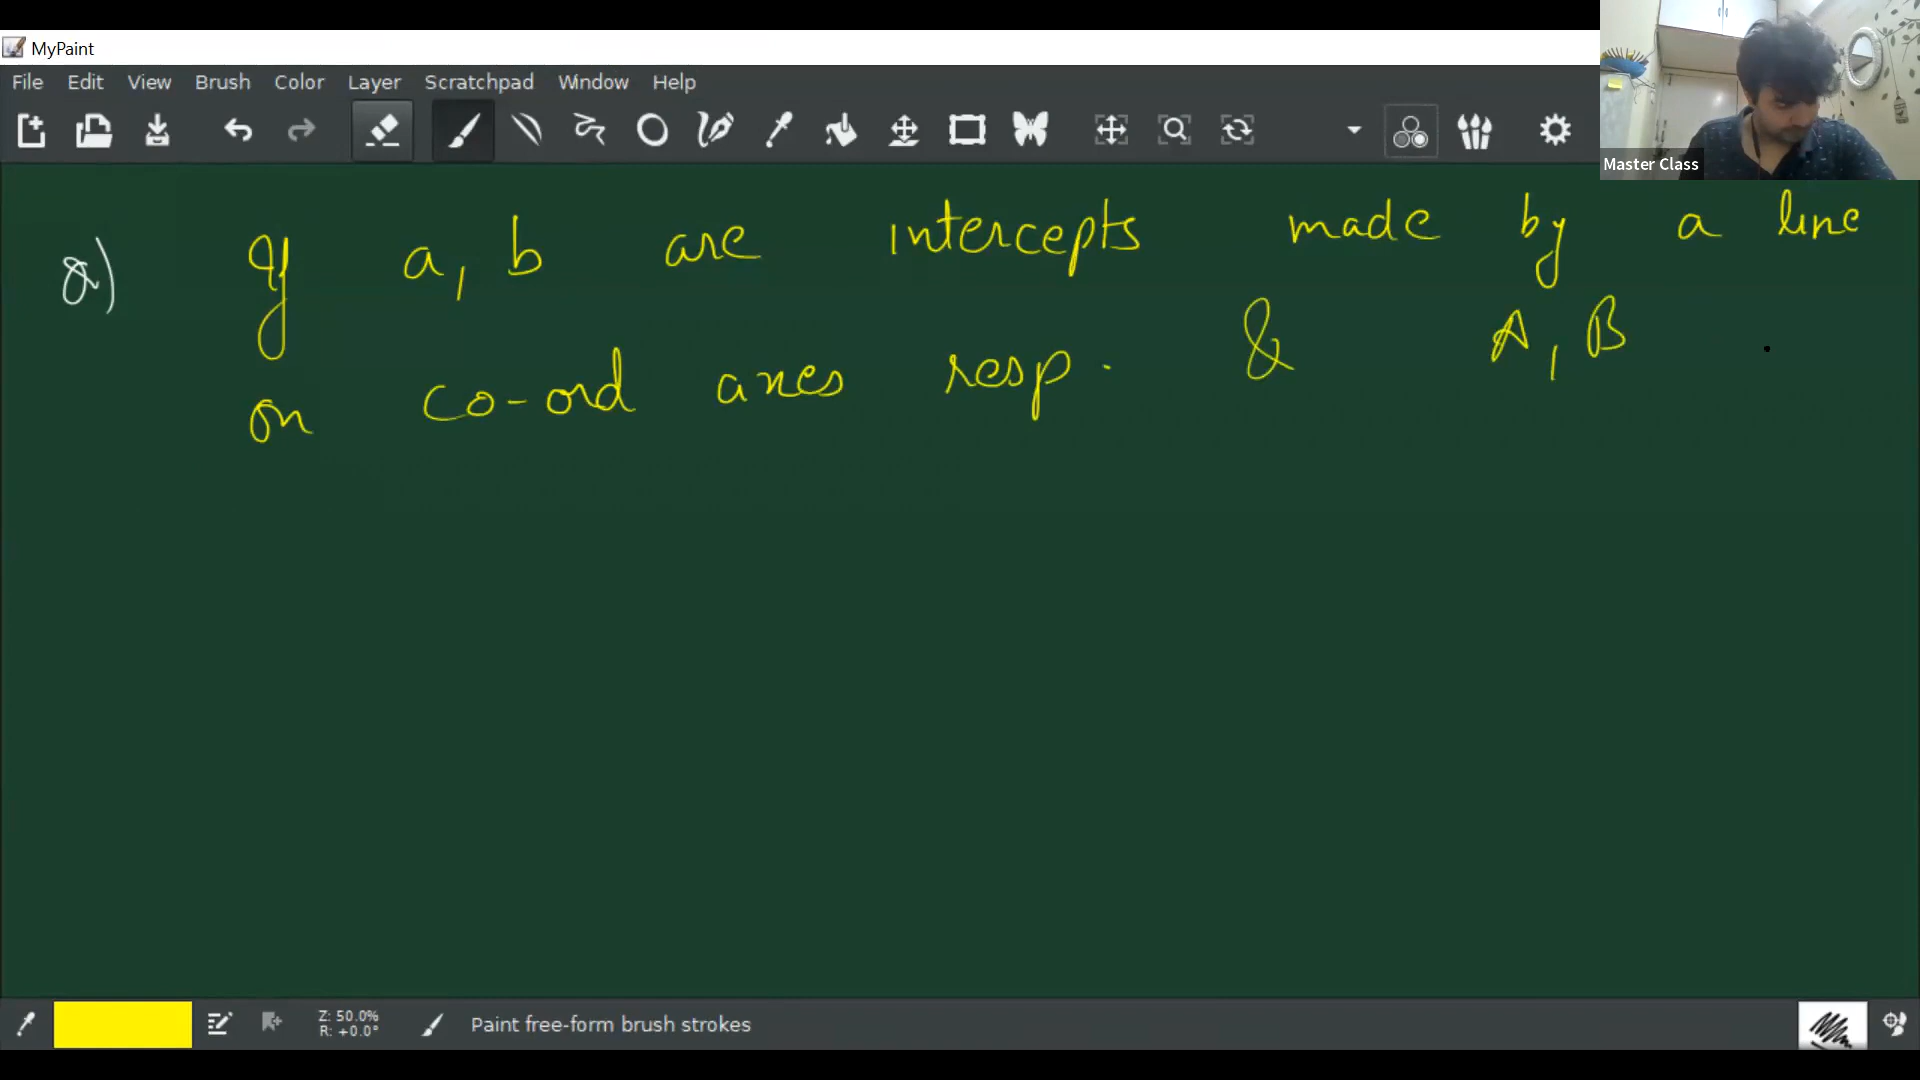 MyPaint
File Edit View Brush Color Layer Scratchpad Window Help
Master Class
Q) If a, b are intercepts made by a line
on co-ord axes resp. & A, B
Z: 50.0%
R: +0.0°
Paint free-form brush strokes